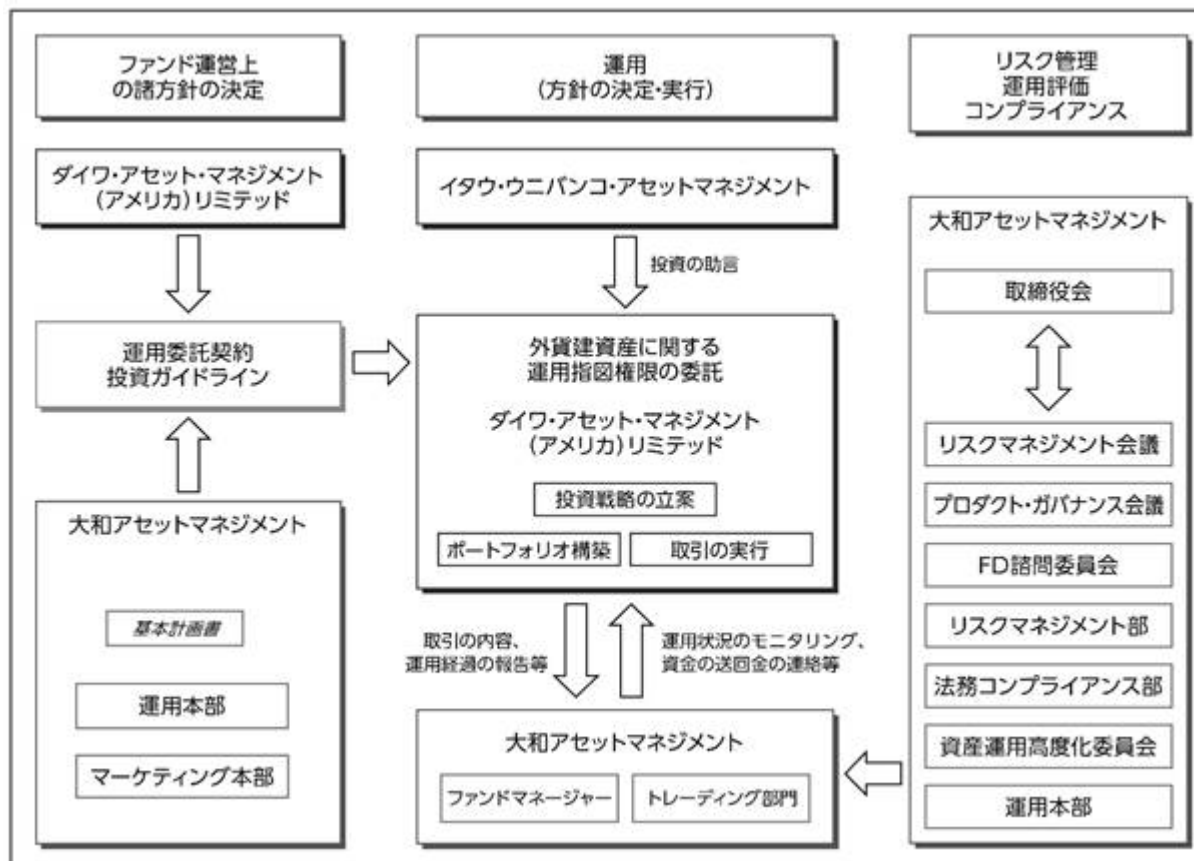 ファンド運営上
の諸方針の決定
ダイワ・アセット・マネジメント
(アメリカ)リミテッド
運用委託契約
投資ガイドライン
大和アセットマネジメント
基本計画書
運用本部
マーケティング本部
運用
(方針の決定・実行)
イタウ・ウニバンコ・アセットマネジメント
投資の助言
外貨建資産に関する
運用指図権限の委託
ダイワ・アセット・マネジメント
(アメリカ)リミテッド
投資戦略の立案
ポートフォリオ構築
取引の実行
取引の内容、
運用経過の報告等
運用状況のモニタリング、
資金の送回金の連絡等
大和アセットマネジメント
ファンドマネージャー
トレーディング部門
リスク管理
運用評価
コンプライアンス
大和アセットマネジメント
取締役会
リスクマネジメント会議
プロダクト・ガバナンス会議
FD諮問委員会
リスクマネジメント部
法務コンプライアンス部
資産運用高度化委員会
運用本部